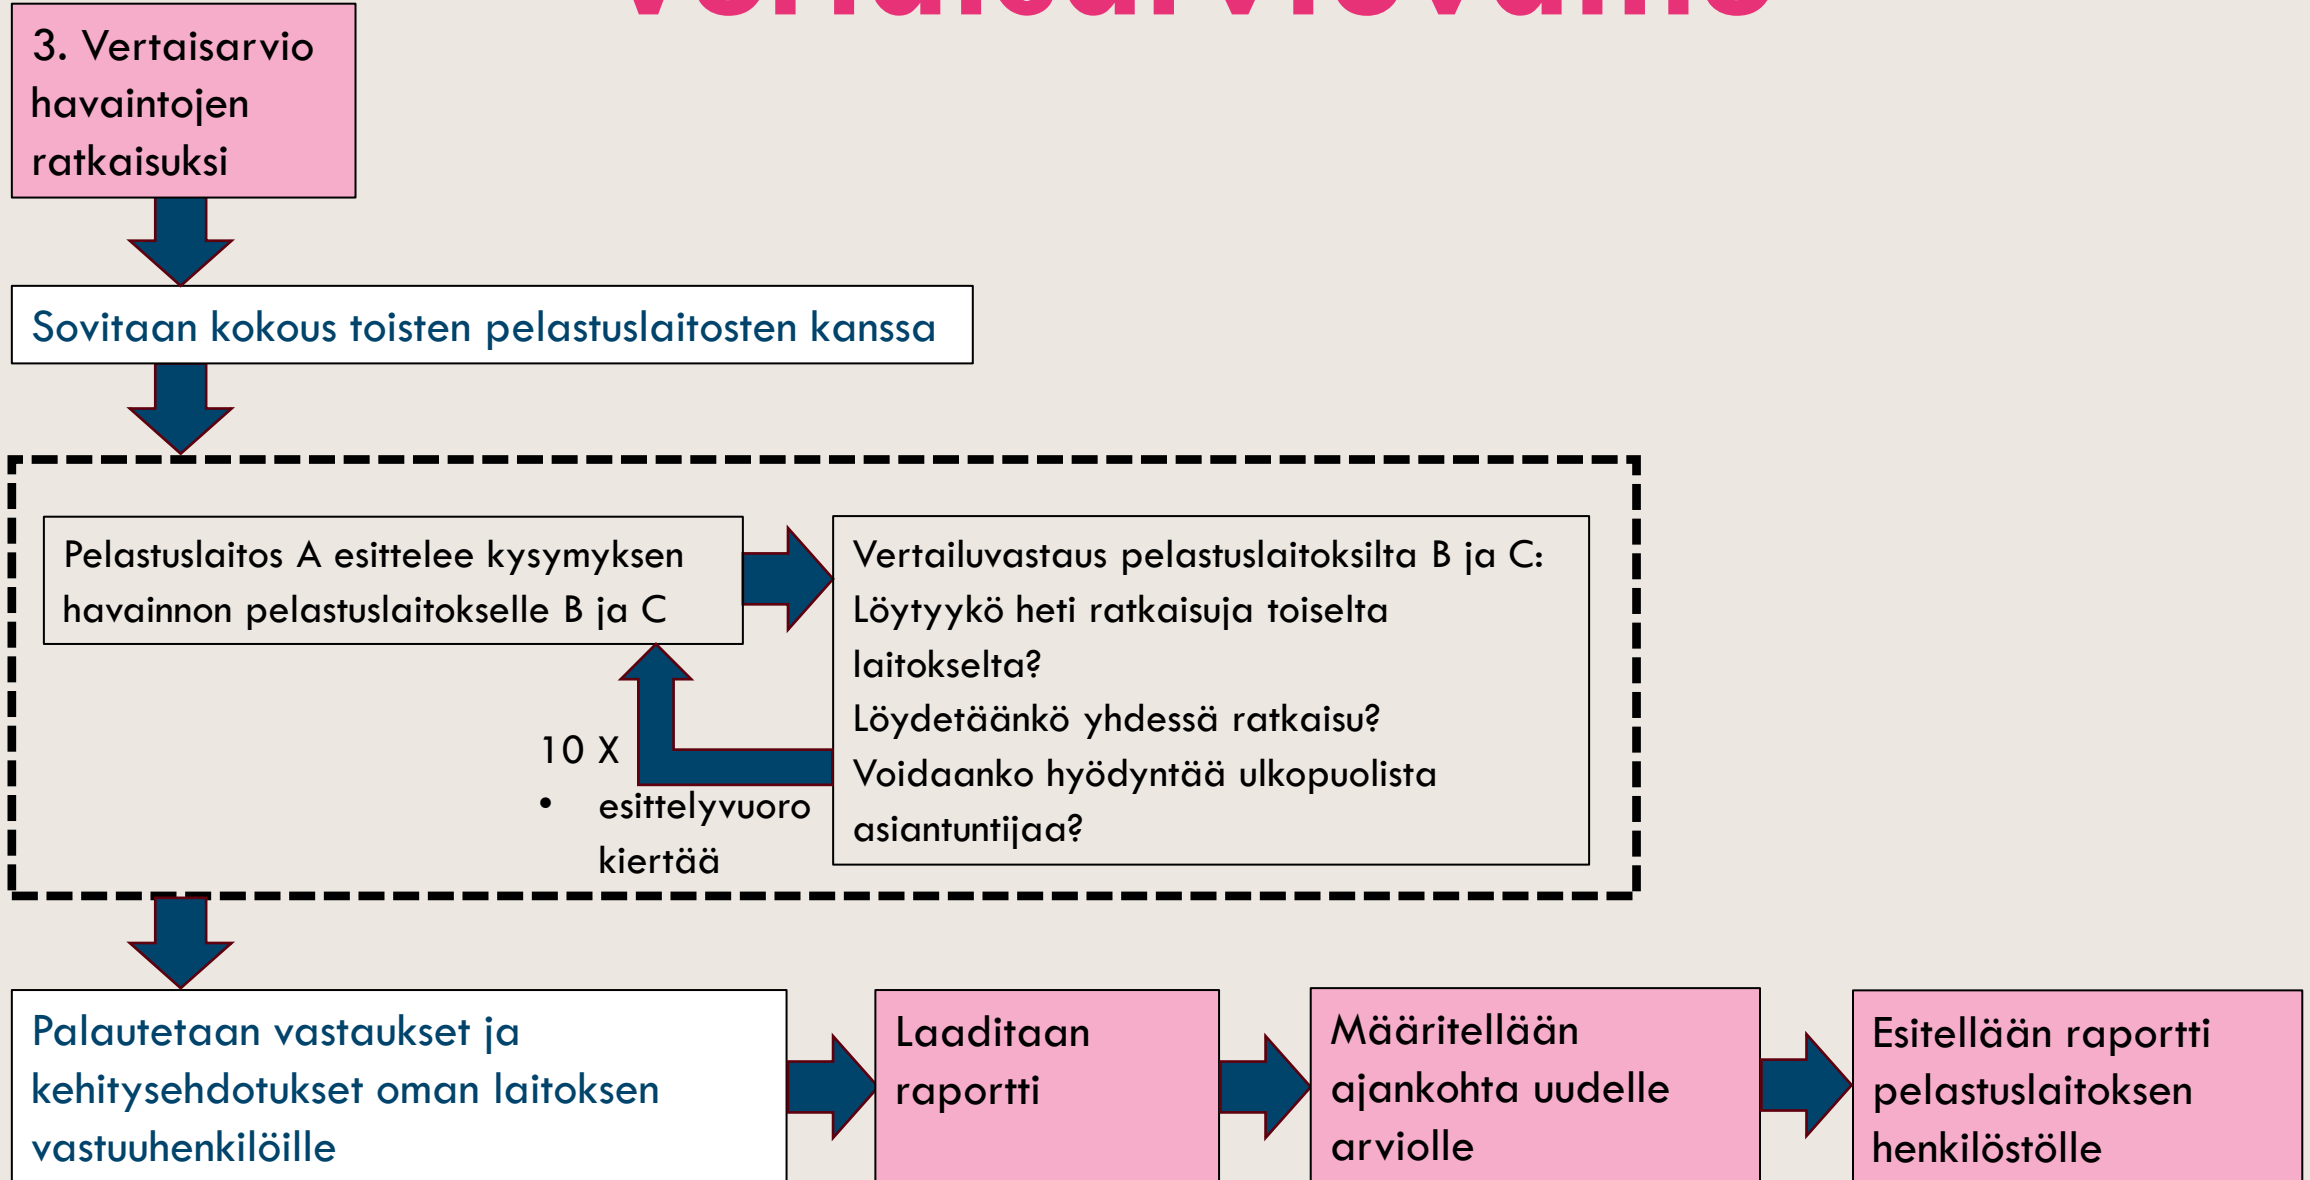 3. Vertaisarvio
havaintojen
ratkaisuksi
Sovitaan kokous toisten pelastuslaitosten kanssa
Pelastuslaitos A esittelee kysymyksen
havainnon pelastuslaitokselle B ja C
Vertailuvastaus pelastuslaitoksilta B ja C:
Löytyykö heti ratkaisuja toiselta
laitokselta?
Löydetäänkö yhdessä ratkaisu?
Voidaanko hyödyntää ulkopuolista
asiantuntijaa?
10 X
• esittelyvuoro
kiertää
Palautetaan vastaukset ja
kehitysehdotukset oman laitoksen
vastuuhenkilöille
Laaditaan
raportti
Määritellään
ajankohta uudelle
arviolle
Esitellään raportti
pelastuslaitoksen
henkilöstölle